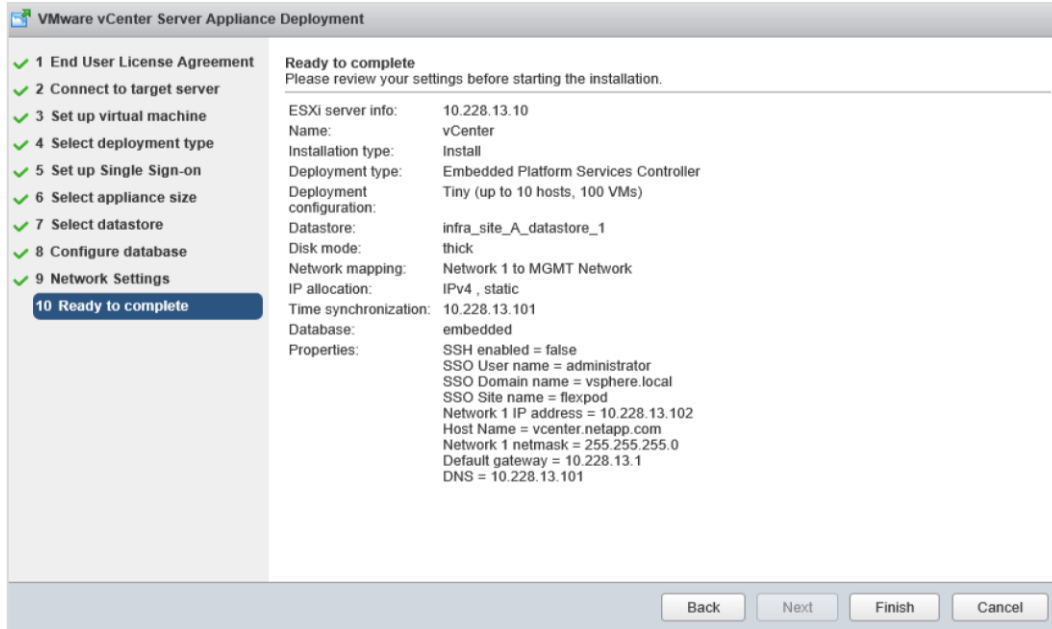 VMware vCenter Server Appliance Deployment
1 End User License Agreement
2 Connect to target server
3 Set up virtual machine
4 Select deployment type
5 Set up Single Sign-on
6 Select appliance size
7 Select datastore
8 Configure database
9 Network Settings
10 Ready to complete
Ready to complete
Please review your settings before starting the installation.
ESXi server info: 10.228.13.10
Name: vCenter
Installation type: Install
Deployment type: Embedded Platform Services Controller
Deployment configuration: Tiny (up to 10 hosts, 100 VMs)
Datastore: infra_site_A_datastore_1
Disk mode: thick
Network mapping: Network 1 to MGMT Network
IP allocation: IPv4 , static
Time synchronization: 10.228.13.101
Database: embedded
Properties: SSH enabled = false
SSO User name = administrator
SSO Domain name = vsphere.local
SSO Site name = flexpod
Network 1 IP address = 10.228.13.102
Host Name = vcenter.netapp.com
Network 1 netmask = 255.255.255.0
Default gateway = 10.228.13.1
DNS = 10.228.13.101
Back Next Finish Cancel